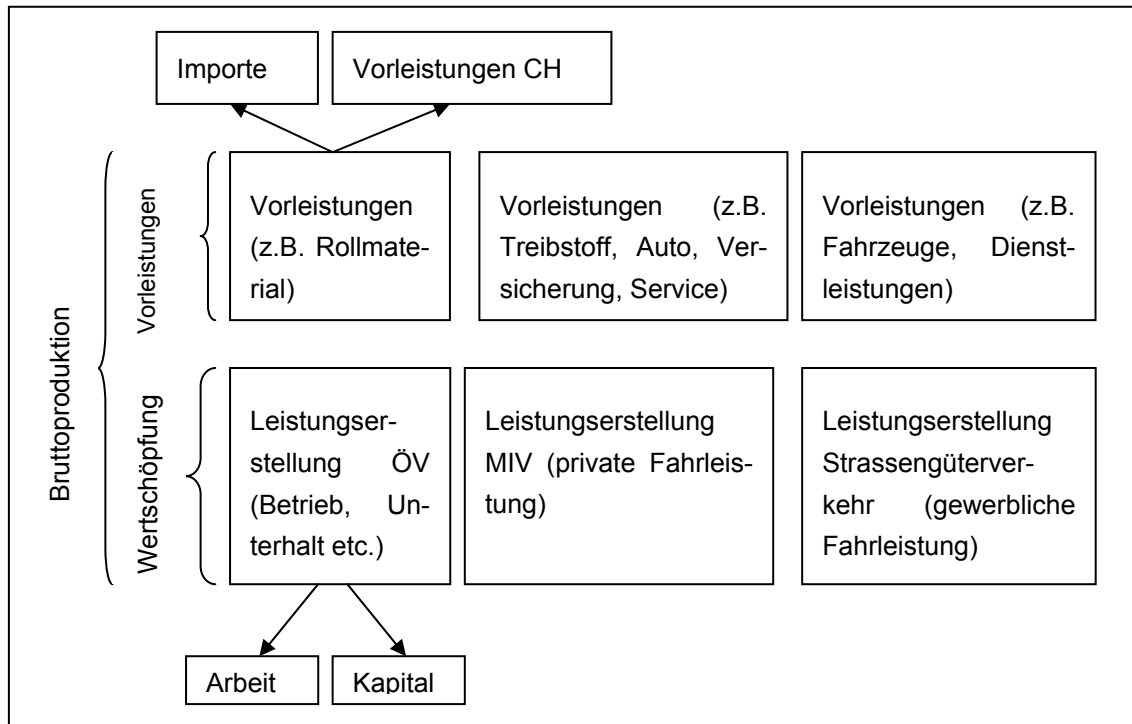 Importe
Vorleistungen CH
Bruttoproduktion
Vorleistungen
Vorleistungen
(z.B. Rollmate-
rial)
Vorleistungen (z.B.
Treibstoff, Auto, Ver-
sicherung, Service)
Vorleistungen (z.B.
Fahrzeuge, Dienst-
leistungen)
Wertschöpfung
Leistungser-
stellung ÖV
(Betrieb, Un-
terhalt etc.)
Leistungserstellung
MIV (private Fahrleis-
tung)
Leistungserstellung
Strassengüterver-
kehr (gewerbliche
Fahrleistung)
Arbeit
Kapital